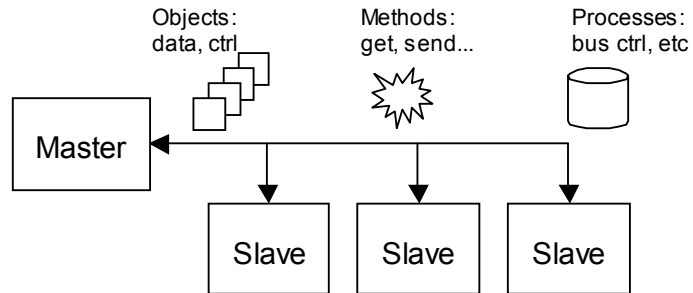 Objects:
data, ctrl
Methods:
get, send...
Processes:
bus ctrl, etc
Master
Slave
Slave
Slave